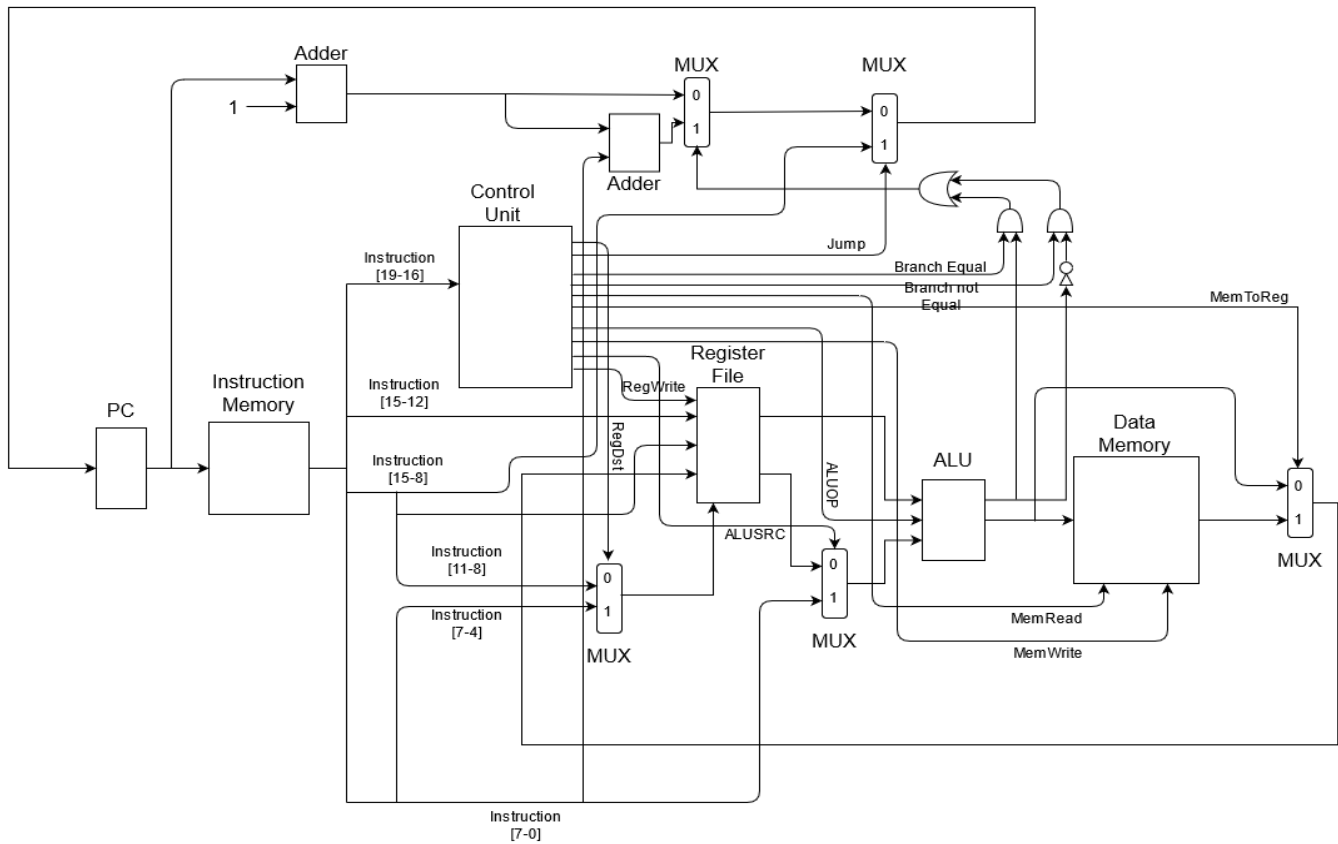 Adder
MUX
MUX
0
1
1
0
1
Adder
Control
Unit
Jump
Instruction
[19-16]
Branch Equal
Branch not
Equal
MemToReg
Register
File
RegWrite
Instruction
Memory
Instruction
[15-12]
PC
RegDst
Data
Memory
Instruction
[15-8]
ALUOP
ALU
0
1
MUX
ALUSRC
Instruction
[11-8]
0
1
0
1
Instruction
[7-4]
MUX
MUX
MemRead
MemWrite
Instruction
[7-0]